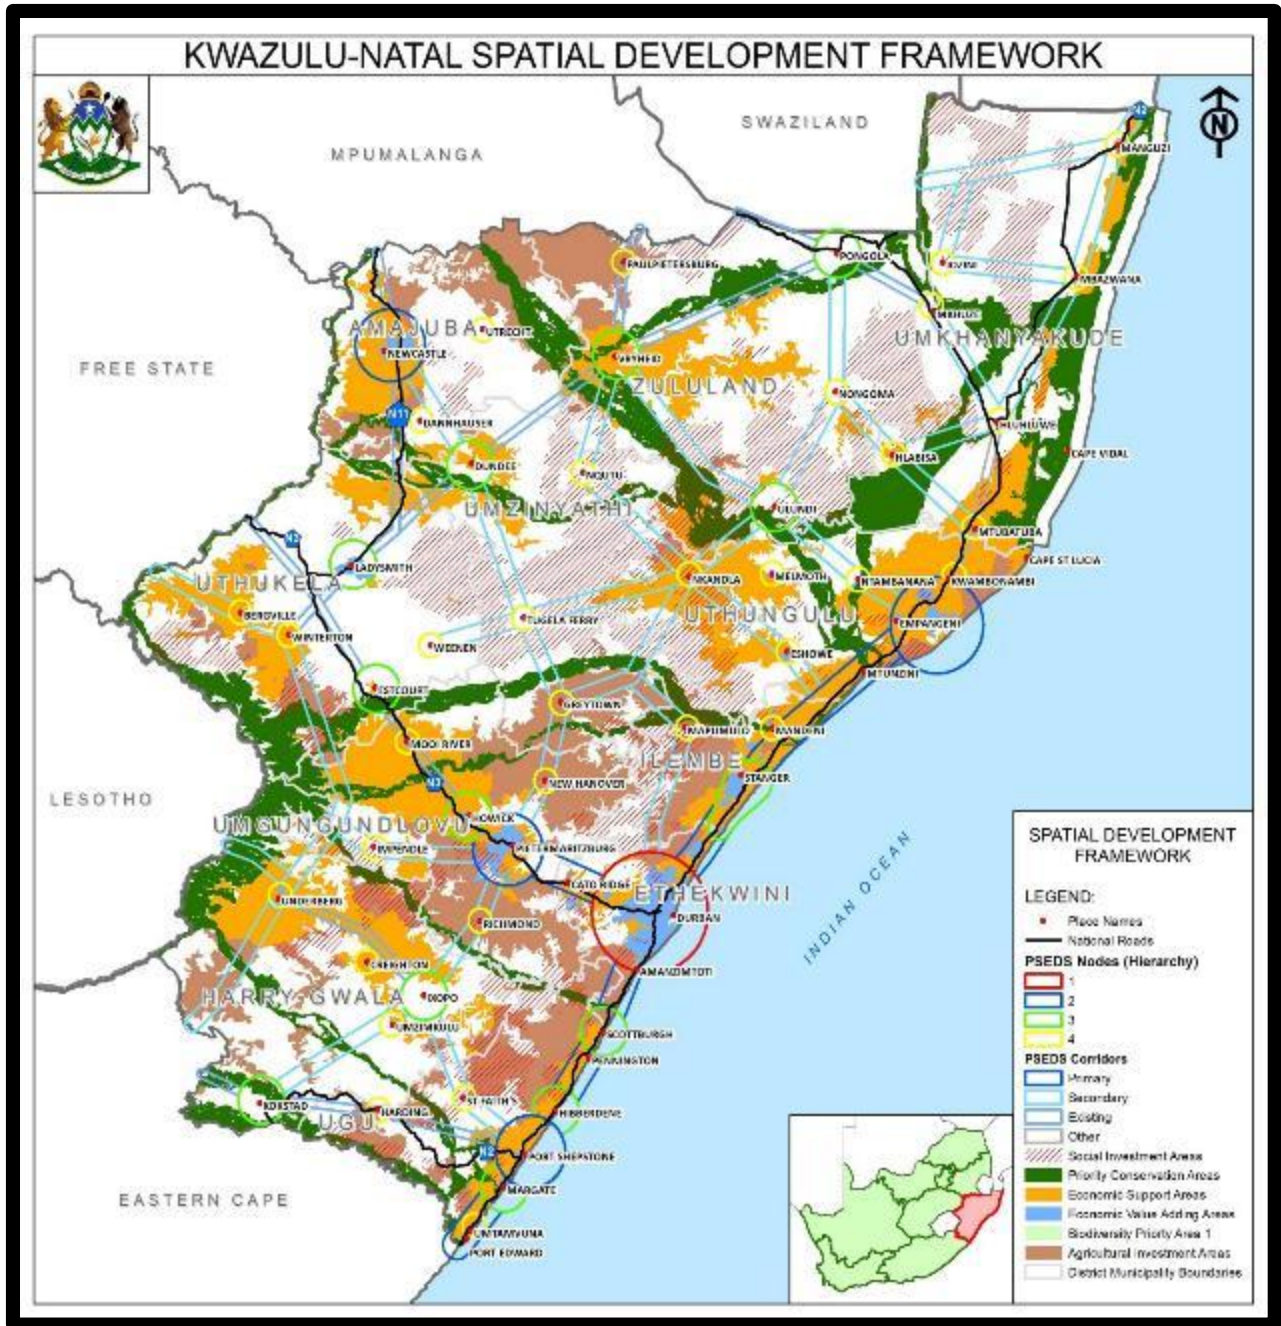 KWAZULU-NATAL SPATIAL DEVELOPMENT FRAMEWORK
SWAZILAND
MPUMALANGA
N
N2
MANGUZI
PONGOLA
PAULPIETERSBURG
MBAZWANA
MKHUZE
AMAJUBA
UTRECHT
UMKHANYAKUDE
NEWCASTLE
VRYHEID
FREE STATE
ZULULAND
NONGOMA
N11
DANNHAUSER
HLUHLUWE
HLABISA
CAPE VIDAL
DUNDEE
NQUTU
UMZINYATHI
ULUNDI
MTUBATUBA
N3
CAPE ST LUCIA
LADYSMITH
UTHUKELA
NKANDLA
MELMOTH
NTAMBANANA
KWAMBONAMBI
BERGVILLE
UTHUNGULU
TUGELA FERRY
EMPANGENI
WINTERTON
WEENEN
ESHOWE
MTUNZINI
ESTCOURT
GREYTOWN
MAPUMULO
MANDENI
MOOI RIVER
ILEMBE
STANGER
N3
NEW HANOVER
LESOTHO
HOWICK
UMGUNGUNDLOVU
IMPENDLE
PIETERMARITZBURG
CATO RIDGE
ETHEKWINI
UNDERBERG
DURBAN
RICHMOND
INDIAN OCEAN
CREIGHTON
AMANZIMTOTI
HARRY GWALA
IXOPO
UMZIMKULU
SCOTTBURGH
PENNINGTON
KOKSTAD
HARDING
ST FAITH'S
HIBBERDENE
UGU
N2
PORT SHEPSTONE
MARGATE
EASTERN CAPE
UMTAMVUNA
PORT EDWARD
SPATIAL DEVELOPMENT
FRAMEWORK
LEGEND:
Place Names
National Roads
PSEDS Nodes (Hierarchy)
1
2
3
4
PSEDS Corridors
Primary
Secondary
Existing
Other
Social Investment Areas
Priority Conservation Areas
Economic Support Areas
Economic Value Adding Areas
Biodiversity Priorty Area 1
Agricultural Investment Areas
District Municipality Boundaries